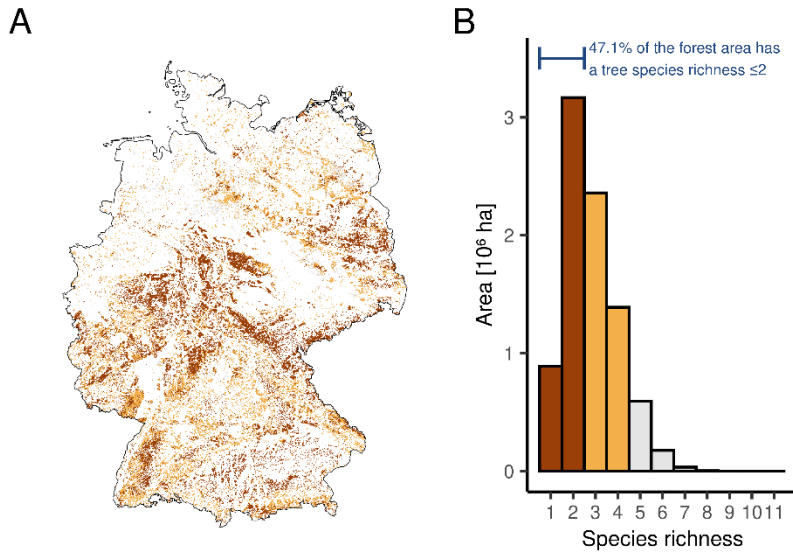 A
B
47.1% of the forest area has
a tree species richness ≤2
Area [10⁶ ha]
3
2
1
0
1 2 3 4 5 6 7 8 9 10 11
Species richness